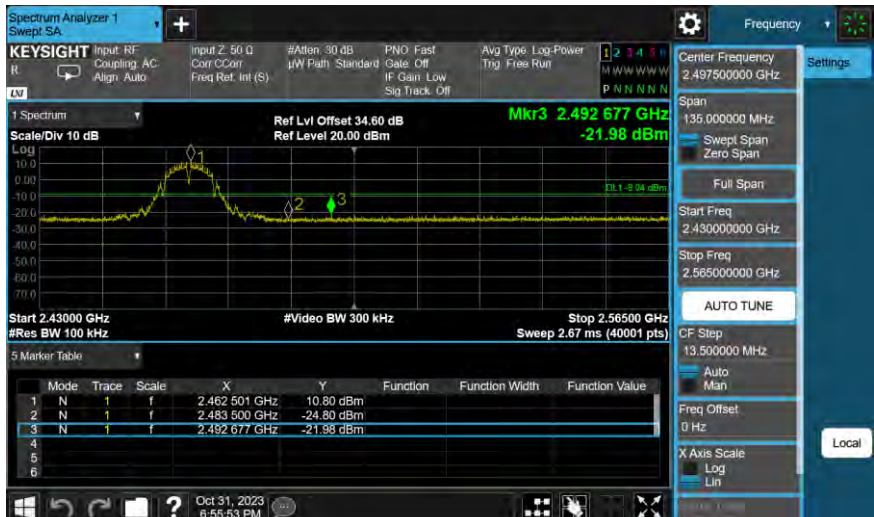 Spectrum Analyzer 1
Swept SA
Frequency
KEYSIGHT
R
LXI
Input: RF
Coupling: AC
Align: Auto
Input Z: 50 Ω
Corr CCorr
Freq Ref: Int (S)
#Atten: 30 dB
µW Path: Standard
PNO: Fast
Gate: Off
IF Gain: Low
Sig Track: Off
Avg Type: Log-Power
Trig: Free Run
1 2 3 4 5 6
M W W W W W
P N N N N N
Center Frequency
2.497500000 GHz
Settings
Span
135.000000 MHz
Swept Span
Zero Span
Full Span
Start Freq
2.430000000 GHz
Stop Freq
2.565000000 GHz
AUTO TUNE
CF Step
13.500000 MHz
Auto
Man
Freq Offset
0 Hz
X Axis Scale
Log
Lin
Local
1 Spectrum
Scale/Div 10 dB
Ref Lvl Offset 34.60 dB
Ref Level 20.00 dBm
Mkr3 2.492 677 GHz
-21.98 dBm
Log
10.0
0.00
-10.0
-20.0
-30.0
-40.0
-50.0
-60.0
-70.0
1
2
3
Start 2.43000 GHz
#Res BW 100 kHz
#Video BW 300 kHz
Stop 2.56500 GHz
Sweep 2.67 ms (40001 pts)
5 Marker Table
Mode Trace Scale X Y Function Function Width Function Value
1 N 1 f 2.462 501 GHz 10.80 dBm
2 N 1 f 2.483 500 GHz -24.80 dBm
3 N 1 f 2.492 677 GHz -21.98 dBm
4
5
6
?
Oct 31, 2023
6:55:53 PM